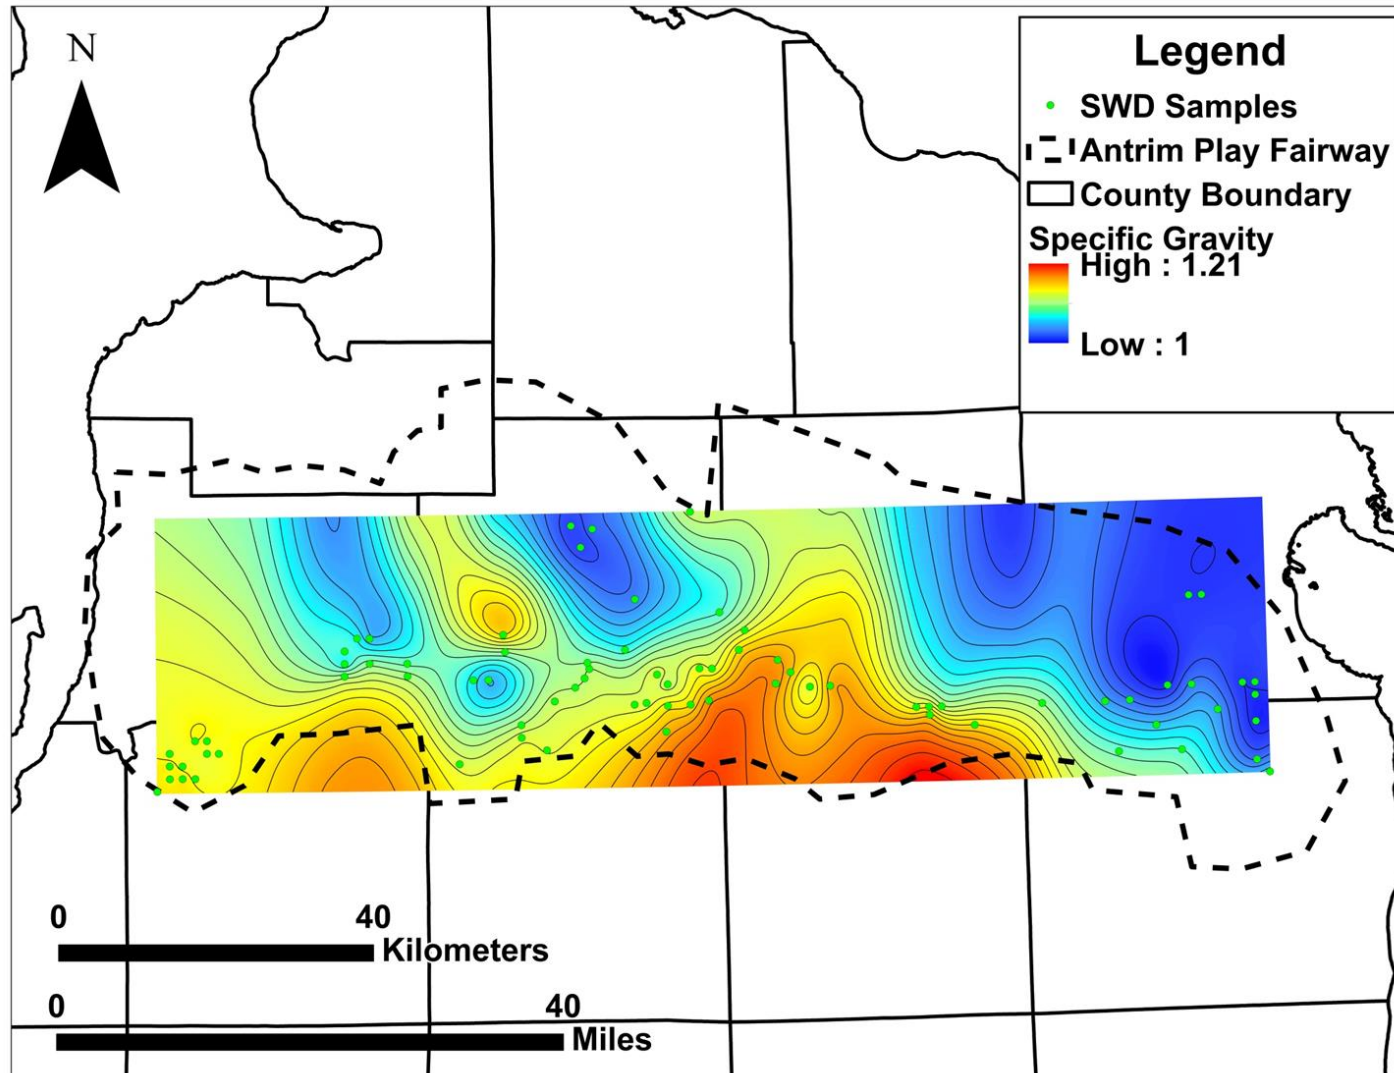 N
Legend
SWD Samples
Antrim Play Fairway
County Boundary
Specific Gravity
High : 1.21
Low : 1
0 40
Kilometers
0 40
Miles